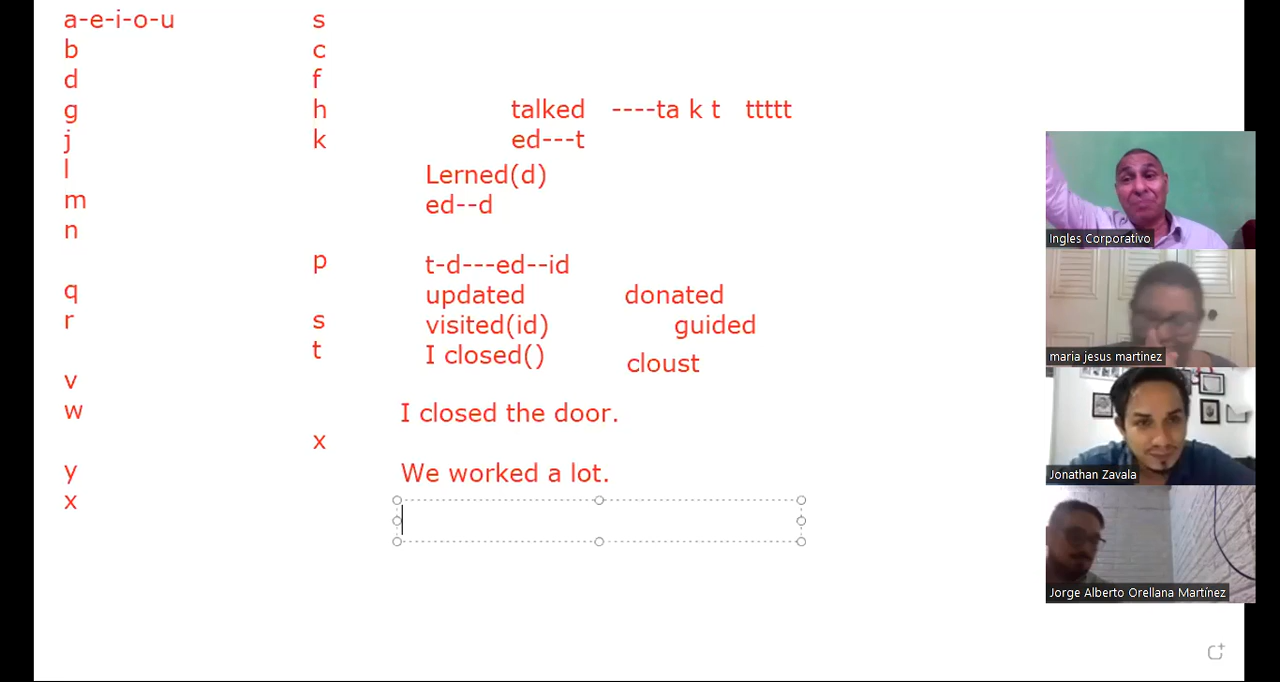 a-e-i-o-u s
b c
d f
g h talked ----ta k t ttttt
j k ed---t
l Lerned(d)
m ed--d
n
p t-d---ed--id
q updated donated
r s visited(id) guided
t I closed() cloust
v
w I closed the door.
x
y We worked a lot.
x
Ingles Corporativo
maria jesus martinez
Jonathan Zavala
Jorge Alberto Orellana Martínez